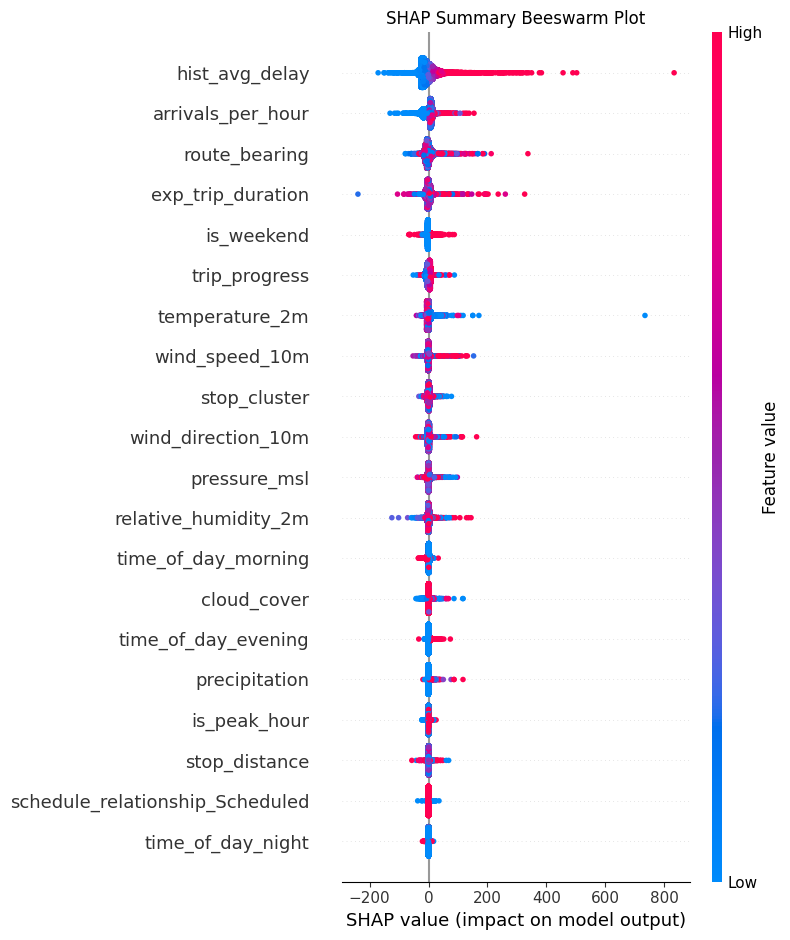 SHAP Summary Beeswarm Plot
High
hist_avg_delay
arrivals_per_hour
route_bearing
exp_trip_duration
is_weekend
trip_progress
temperature_2m
wind_speed_10m
stop_cluster
wind_direction_10m
pressure_msl
relative_humidity_2m
time_of_day_morning
cloud_cover
time_of_day_evening
precipitation
is_peak_hour
stop_distance
schedule_relationship_Scheduled
time_of_day_night
Feature value
Low
−200 0 200 400 600 800
SHAP value (impact on model output)